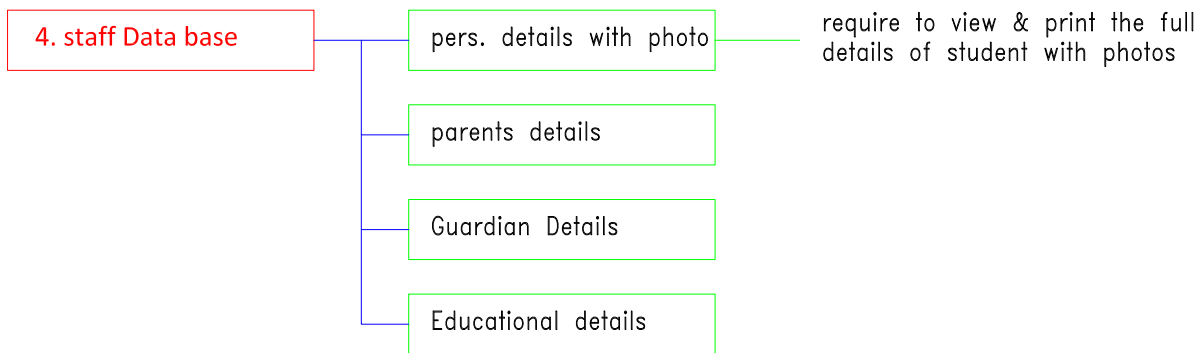 4. staff Data base
pers. details with photo
require to view & print the full
details of student with photos
parents details
Guardian Details
Educational details